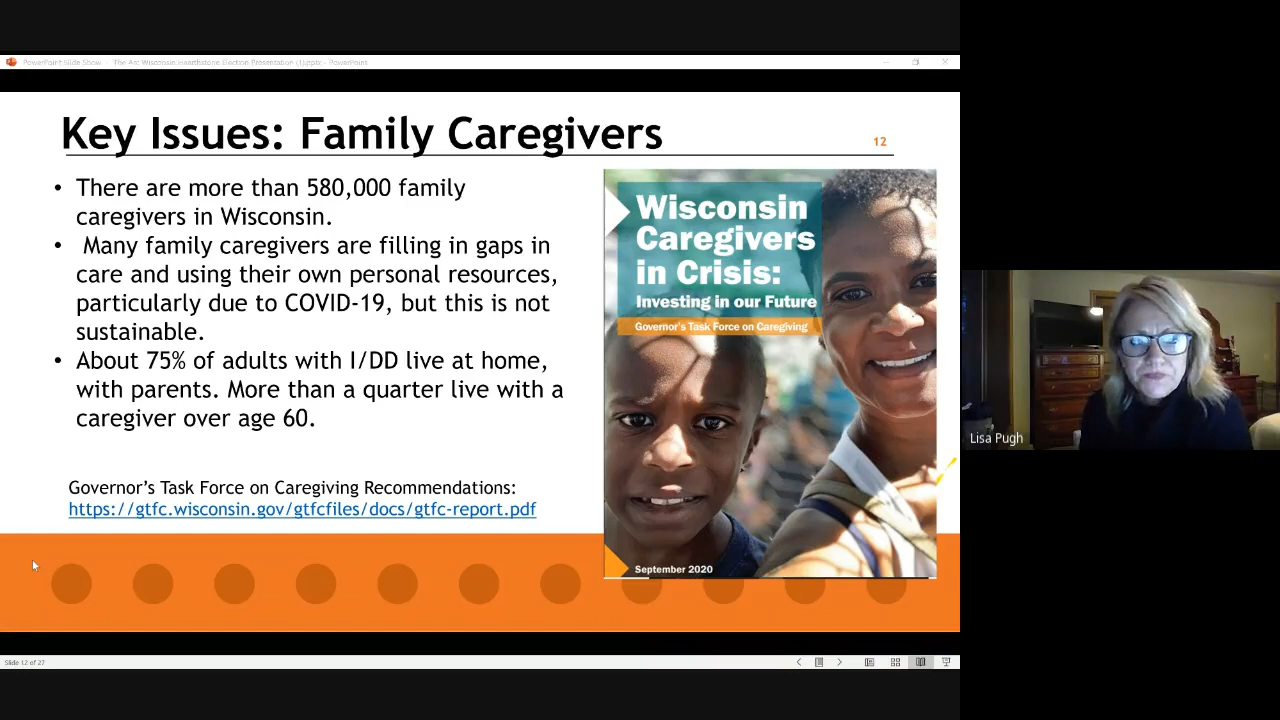 PowerPoint Slide Show - The Arc Wisconsin Hearthstone Election Presentation (1).pptx - PowerPoint
Key Issues: Family Caregivers
12
• There are more than 580,000 family
caregivers in Wisconsin.
• Many family caregivers are filling in gaps in
care and using their own personal resources,
particularly due to COVID-19, but this is not
sustainable.
• About 75% of adults with I/DD live at home,
with parents. More than a quarter live with a
caregiver over age 60.
Governor's Task Force on Caregiving Recommendations:
https://gtfc.wisconsin.gov/gtfcfiles/docs/gtfc-report.pdf
Wisconsin
Caregivers
in Crisis:
Investing in our Future
Governor's Task Force on Caregiving
September 2020
Lisa Pugh
Slide 12 of 27